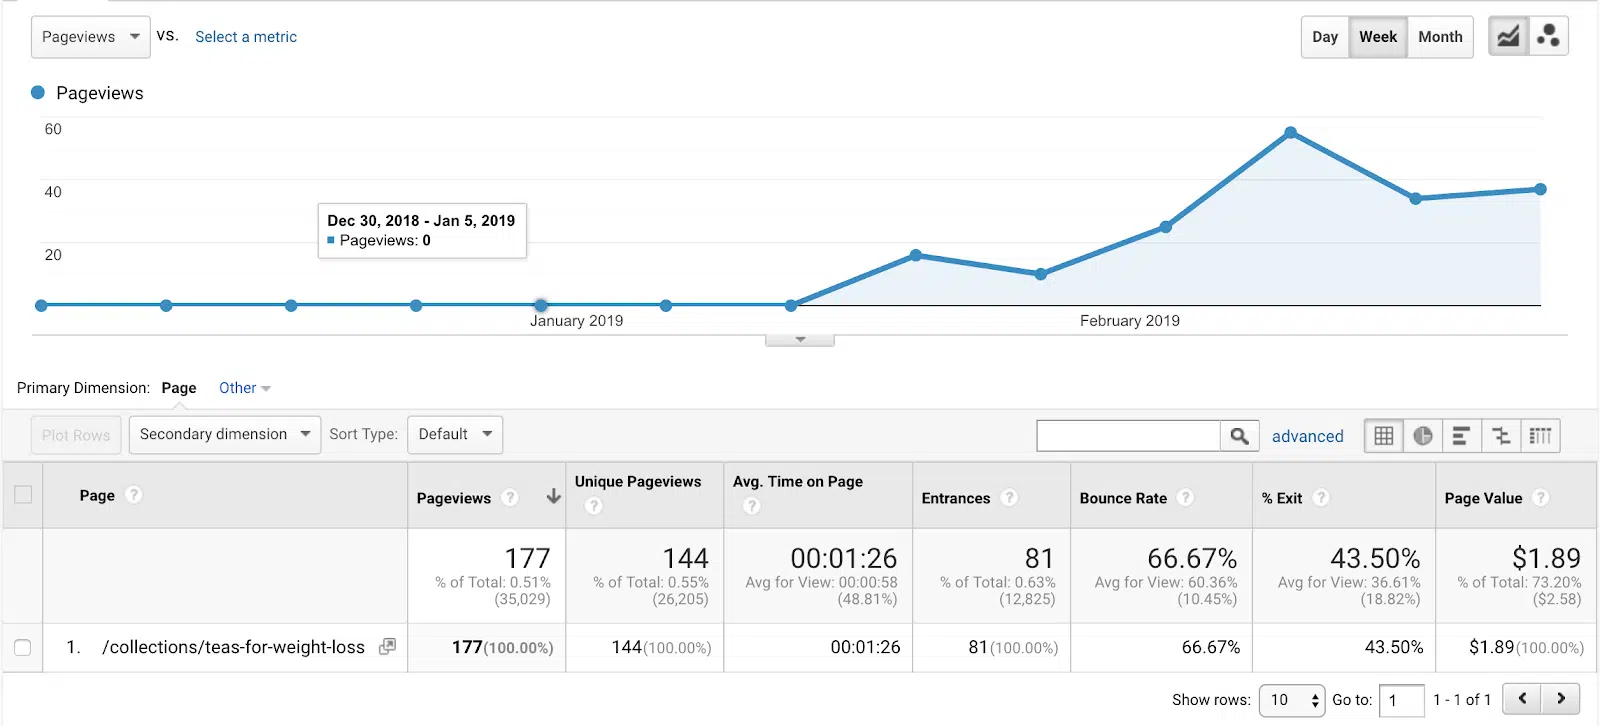 Pageviews vs. Select a metric Day Week Month
Pageviews
60
40
Dec 30, 2018 - Jan 5, 2019
Pageviews: 0
20
January 2019 February 2019
Primary Dimension: Page Other
Plot Rows Secondary dimension Sort Type: Default advanced
Page ? Pageviews ? Unique Pageviews ? Avg. Time on Page ? Entrances ? Bounce Rate ? % Exit ? Page Value ?
177 144 00:01:26 81 66.67% 43.50% $1.89
% of Total: 0.51% % of Total: 0.55% Avg for View: 00:00:58 % of Total: 0.63% Avg for View: 60.36% Avg for View: 36.61% % of Total: 73.20%
(35,029) (26,205) (48.81%) (12,825) (10.45%) (18.82%) ($2.58)
1. /collections/teas-for-weight-loss 177(100.00%) 144(100.00%) 00:01:26 81(100.00%) 66.67% 43.50% $1.89(100.00%)
Show rows: 10 Go to: 1 1 - 1 of 1